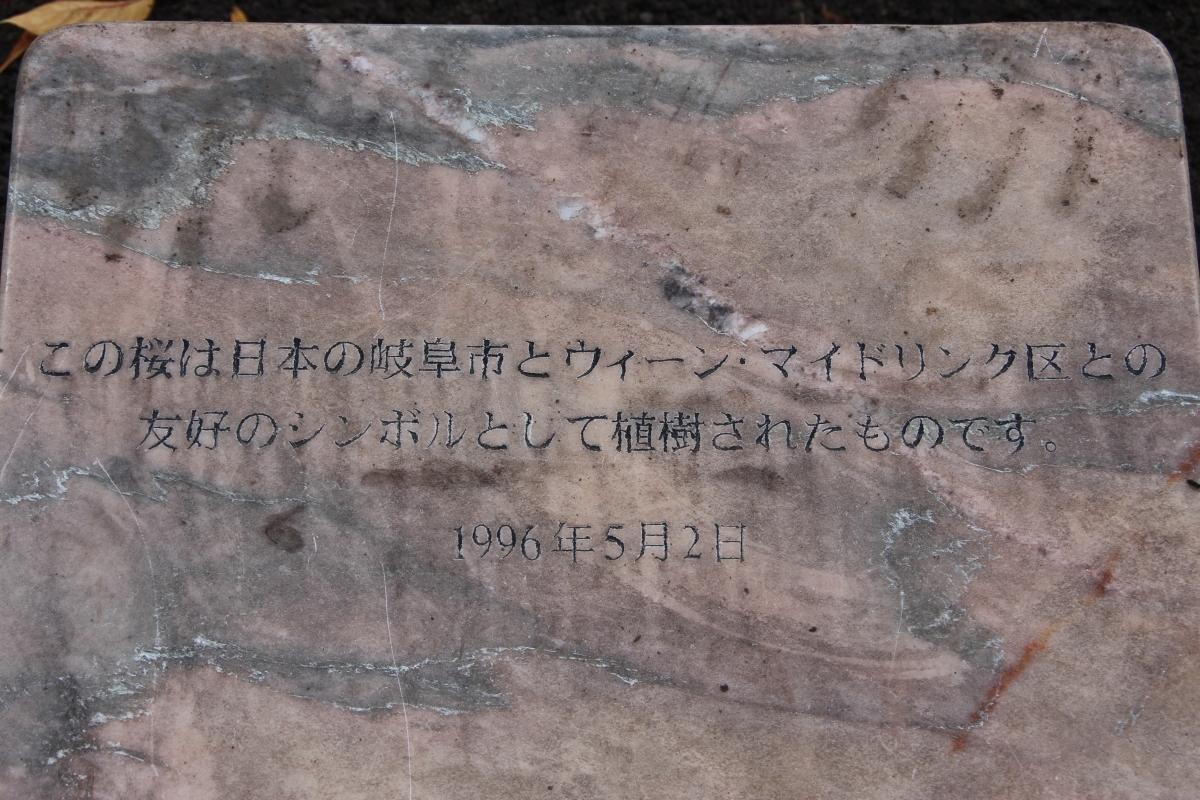 この桜は日本の岐阜市とウィーン・マイドリンク区との
友好のシンボルとして植樹されたものです。
1996年5月2日